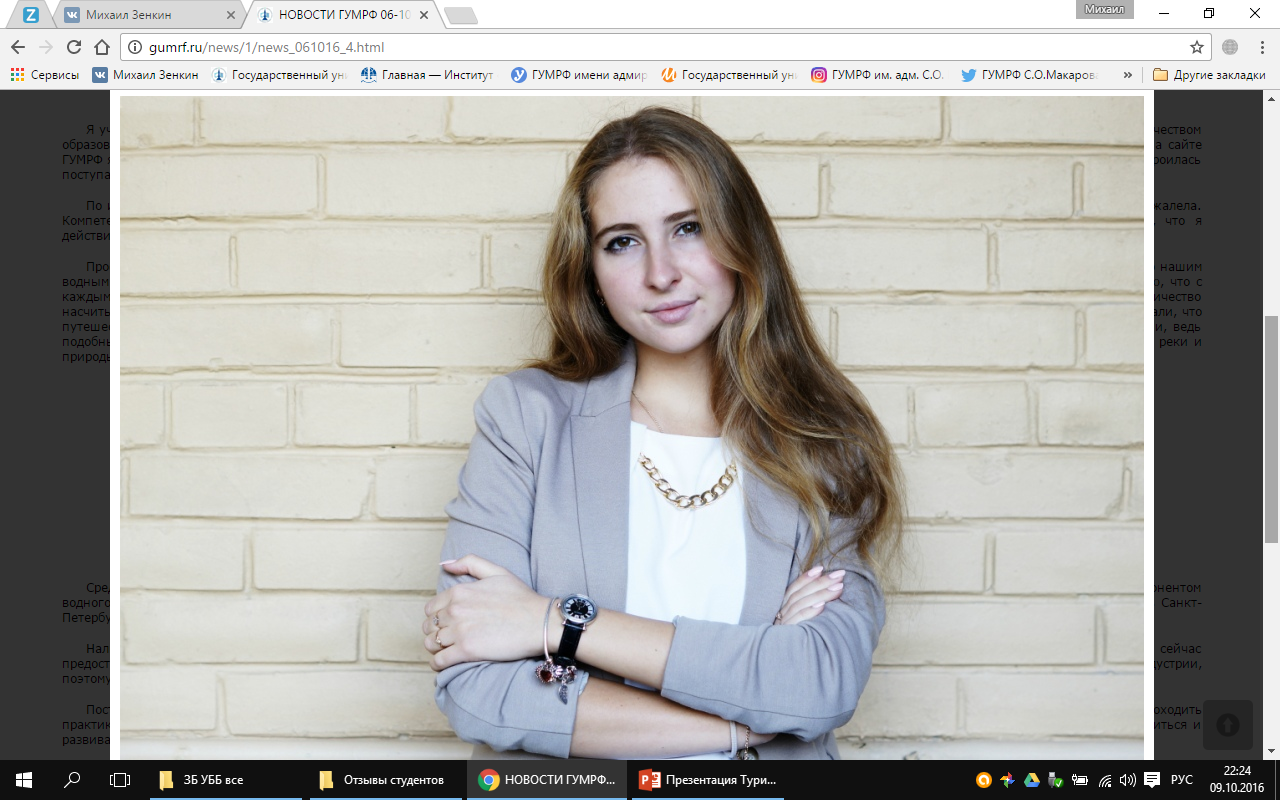 Михаил Зенкин
НОВОСТИ ГУМРФ 06-10
Михаил
gumrf.ru/news/1/news_061016_4.html
Сервисы
Михаил Зенкин
Государственный ун
Главная — Институт
ГУМРФ имени адмир
Государственный ун
ГУМРФ им. адм. С.О.
ГУМРФ С.О.Макарова
Другие закладки
Я уч чеством
образов а сайте
ГУМРФ роилась
поступа
По и жалела.
Компете , что я
действи
Про нашим
водным о, что с
каждым ичество
насчиты али, что
путешес и, ведь
подобны реки и
природы
Сред онентом
водного Санкт-
Петербу
Нал сейчас
предост дустрии,
поэтому
Пост оходить
практик иться и
развива
ЗБ УББ все
Отзывы студентов
НОВОСТИ ГУМРФ...
Презентация Тури...
РУС
22:24
09.10.2016